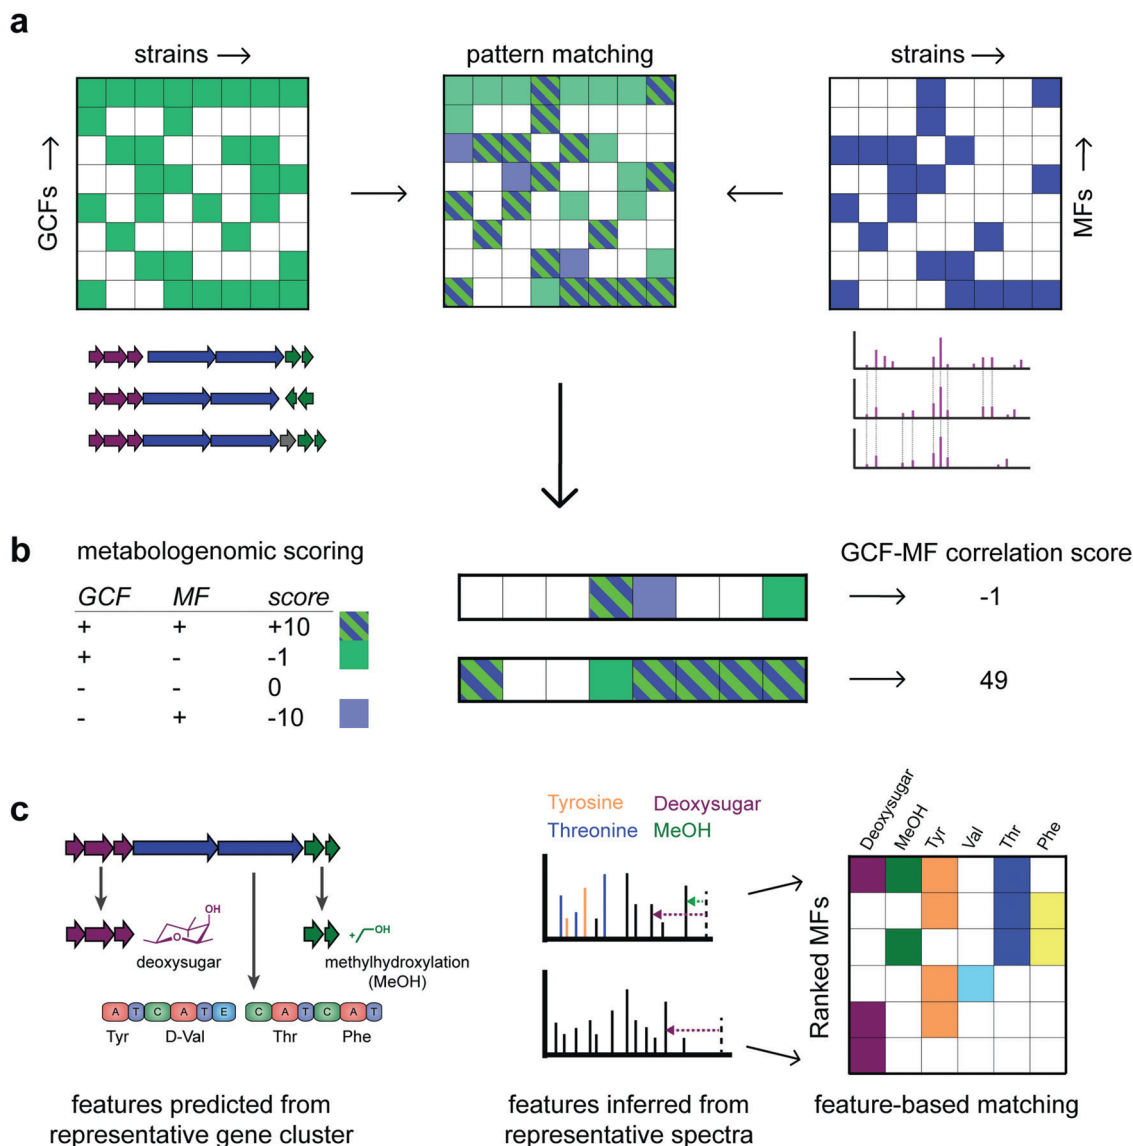 a
strains →
pattern matching
strains →
GCFs →
MFs →
b
metabologenomic scoring
GCF MF score
+ + +10
+ - -1
- - 0
- + -10
GCF-MF correlation score
-1
49
c
OH
deoxysugar
O
+ OH
methylhydroxylation
(MeOH)
A T C A T E C A T C A T
Tyr D-Val Thr Phe
features predicted from
representative gene cluster
Tyrosine Deoxysugar
Threonine MeOH
features inferred from
representative spectra
Deoxysugar
MeOH
Tyr
Val
Thr
Phe
Ranked MFs
feature-based matching